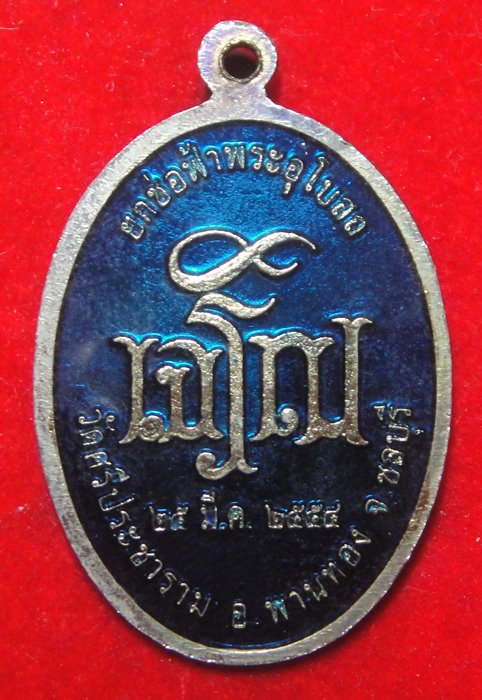 ยกช่อฟ้าพระอุโบสถ
เจริญ
๒๕ มี.ค. ๒๕๕๔
วัดศรีประชาราม อ.พานทอง จ.ชลบุรี